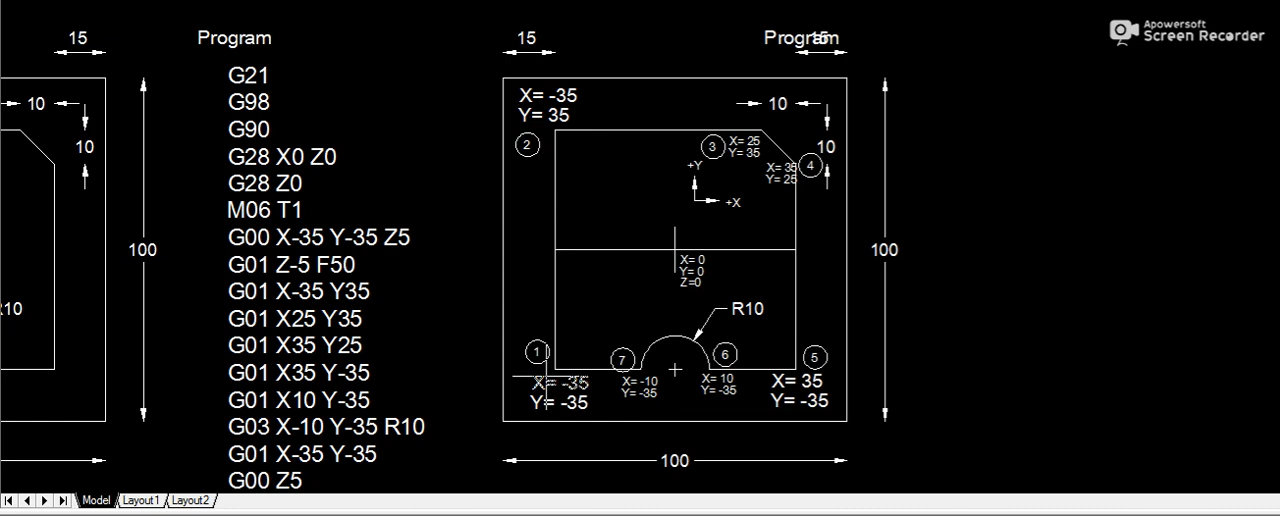 15
Program
15
Program
15
Apowersoft
Screen Recorder
10
10
100
R10
G21
G98
G90
G28 X0 Z0
G28 Z0
M06 T1
G00 X-35 Y-35 Z5
G01 Z-5 F50
G01 X-35 Y35
G01 X25 Y35
G01 X35 Y25
G01 X35 Y-35
G01 X10 Y-35
G03 X-10 Y-35 R10
G01 X-35 Y-35
G00 Z5
X= -35
Y= 35
2
10
3
X= 25
Y= 35
10
X= 35
Y= 25
4
+Y
+X
100
X= 0
Y= 0
Z=0
R10
1
7
6
5
X= -35
Y= -35
X= -10
Y= -35
X= 10
Y= -35
X= 35
Y= -35
100
Model
Layout1
Layout2